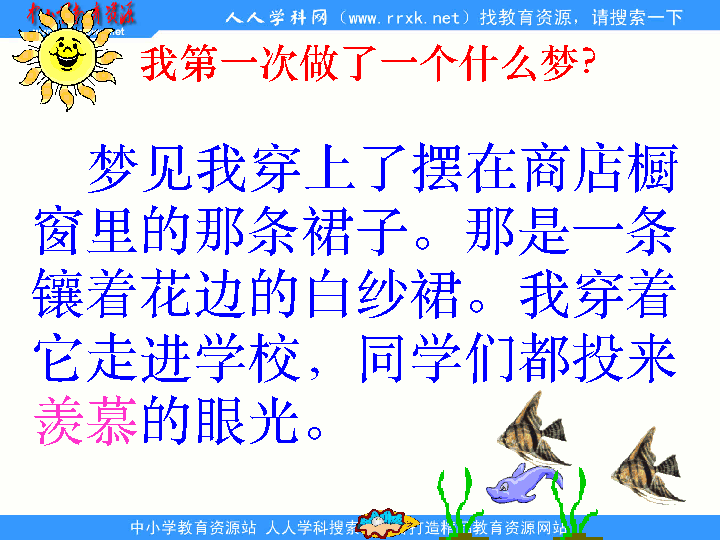 人人学科网（www.rrxk.net）找教育资源，请搜索一下
我第一次做了一个什么梦？
梦见我穿上了摆在商店橱
窗里的那条裙子。那是一条
镶着花边的白纱裙。我穿着
它走进学校，同学们都投来
羡慕的眼光。
中小学教育资源站 人人学科搜索 打造精品教育资源网站